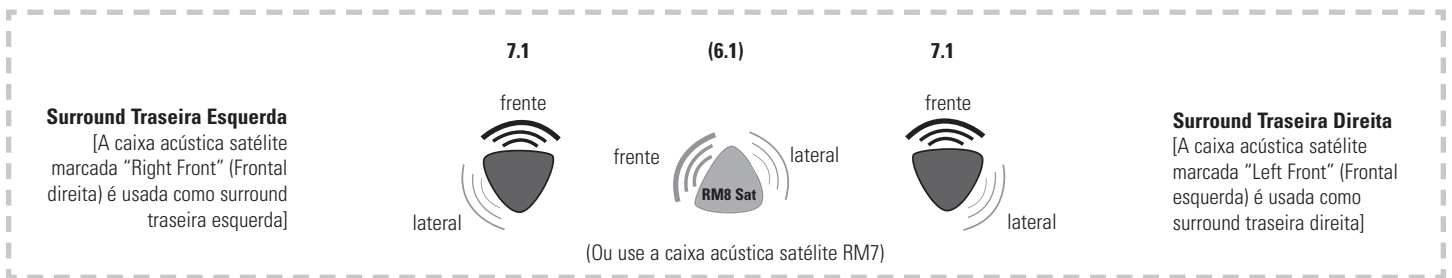 7.1
(6.1)
7.1
Surround Traseira Esquerda
[A caixa acústica satélite
marcada “Right Front” (Frontal
direita) é usada como surround
traseira esquerda]
frente
lateral
frente
lateral
RM8 Sat
frente
lateral
Surround Traseira Direita
[A caixa acústica satélite
marcada “Left Front” (Frontal
esquerda) é usada como
surround traseira direita]
(Ou use a caixa acústica satélite RM7)